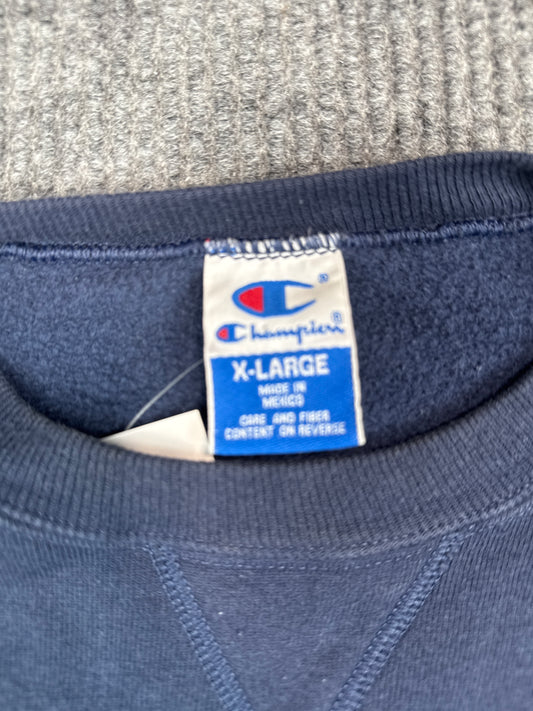 ®
Champion®
X-LARGE
MADE IN
MEXICO
CARE AND FIBER
CONTENT ON REVERSE